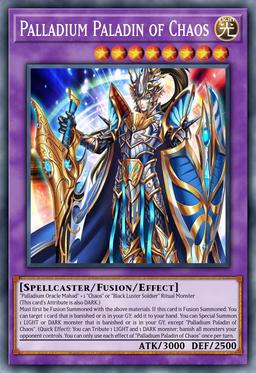 PALLADIUM PALADIN OF CHAOS
LIGHT
光
[SPELLCASTER/FUSION/EFFECT]
"Palladium Oracle Mahad" + 1 "Chaos" or "Black Luster Soldier" Ritual Monster
(This card's Attribute is also DARK.)
Must first be Fusion Summoned with the above materials. If this card is Fusion Summoned: You
can target 1 card that is banished or is in your GY, add it to your hand. You can Special Summon
1 LIGHT or DARK monster that is banished or is in your GY, except "Palladium Paladin of
Chaos". (Quick Effect): You can Tribute 1 LIGHT and 1 DARK monster; banish all monsters your
opponent controls. You can only use each effect of "Palladium Paladin of Chaos" once per turn.
ATK/3000 DEF/2500